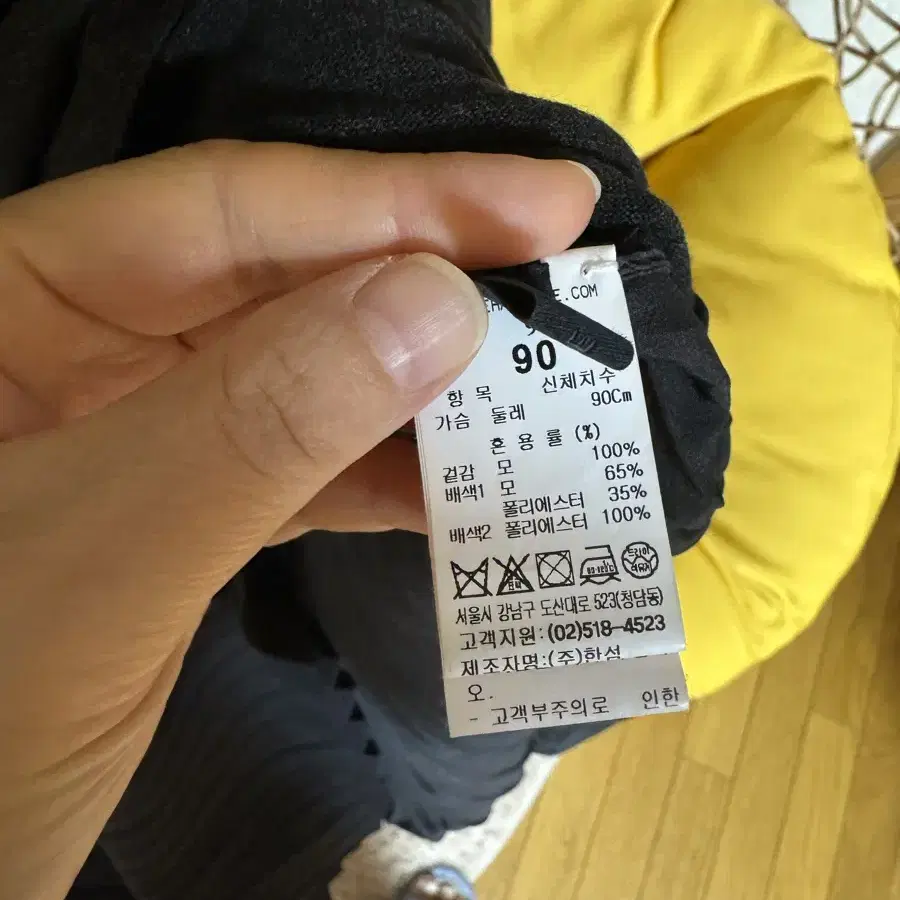 E.COM
90
항 목 신체치수
가슴 둘레 90Cm
혼 용 률 (%)
겉감 모 100%
배색1 모 65%
폴리에스터 35%
배색2 폴리에스터 100%
서울시 강남구 도산대로 523(청담동)
고객지원: (02)518-4523
제조자명:(주)한섬
오.
- 고객부주의로 인한